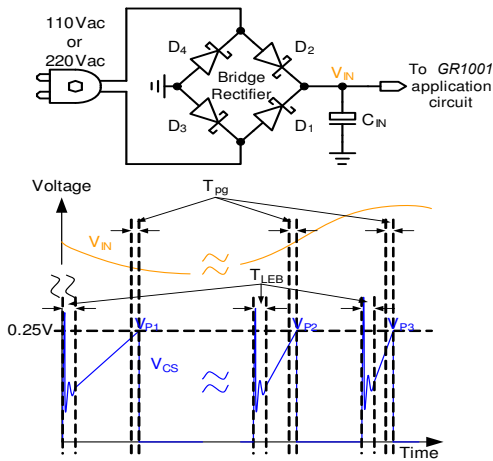 110Vac
or
220Vac
D4
D2
Bridge
Rectifier
D3
D1
VIN
CIN
To GR1001
application
circuit
Voltage
Tpg
VIN
TLEB
0.25V
VP1
VP2
VP3
VCS
Time